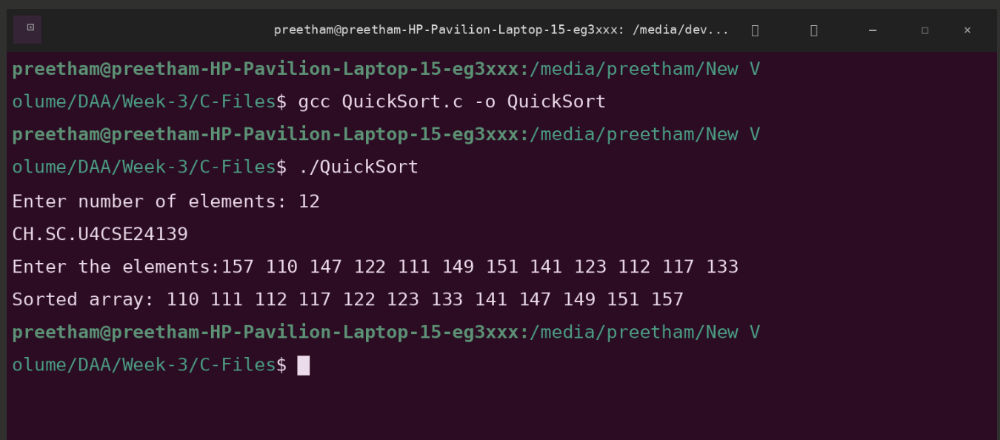 preetham@preetham-HP-Pavilion-Laptop-15-eg3xxx: /media/dev...
preetham@preetham-HP-Pavilion-Laptop-15-eg3xxx:/media/preetham/New V
olume/DAA/Week-3/C-Files$ gcc QuickSort.c -o QuickSort
preetham@preetham-HP-Pavilion-Laptop-15-eg3xxx:/media/preetham/New V
olume/DAA/Week-3/C-Files$ ./QuickSort
Enter number of elements: 12
CH.SC.U4CSE24139
Enter the elements:157 110 147 122 111 149 151 141 123 112 117 133
Sorted array: 110 111 112 117 122 123 133 141 147 149 151 157
preetham@preetham-HP-Pavilion-Laptop-15-eg3xxx:/media/preetham/New V
olume/DAA/Week-3/C-Files$